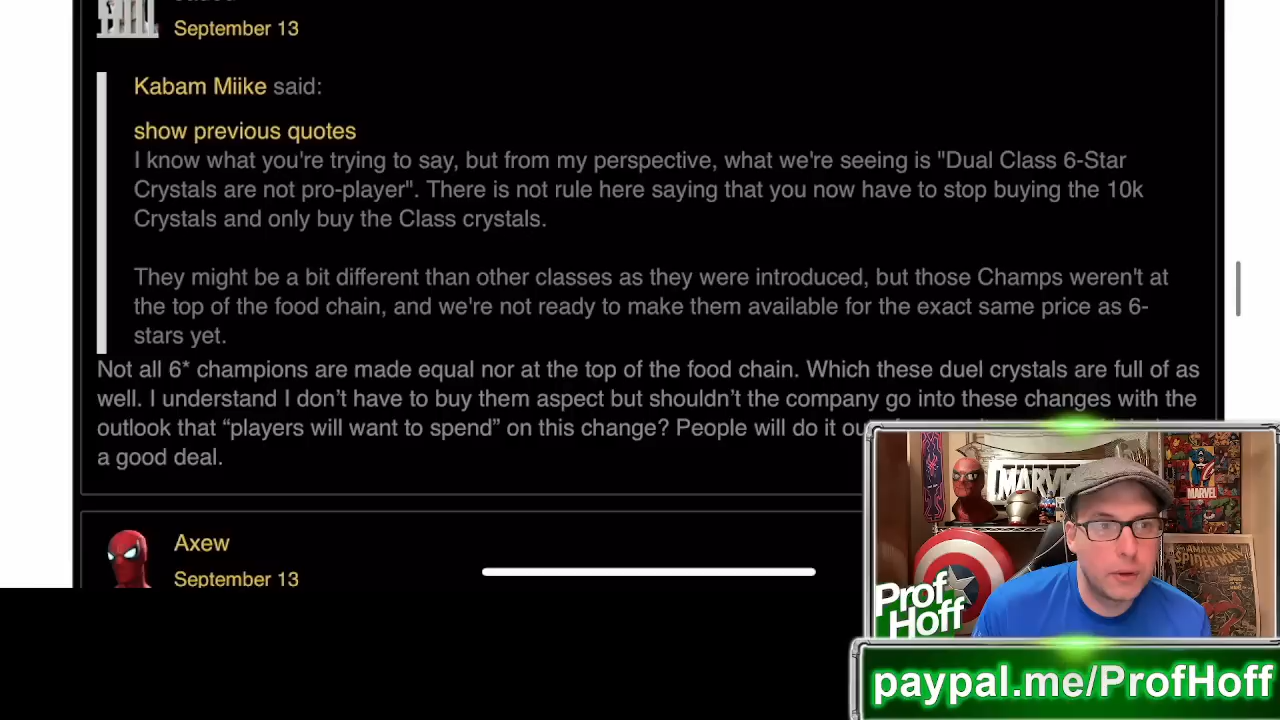 September 13
Kabam Miike said:
show previous quotes
I know what you're trying to say, but from my perspective, what we're seeing is "Dual Class 6-Star
Crystals are not pro-player". There is not rule here saying that you now have to stop buying the 10k
Crystals and only buy the Class crystals.
They might be a bit different than other classes as they were introduced, but those Champs weren't at
the top of the food chain, and we're not ready to make them available for the exact same price as 6-
stars yet.
Not all 6* champions are made equal nor at the top of the food chain. Which these duel crystals are full of as
well. I understand I don’t have to buy them aspect but shouldn’t the company go into these changes with the
outlook that “players will want to spend” on this change? People will do it
a good deal.
Axew
September 13
MARVEL
AMAZING
SPIDER-MAN
Prof
Hoff
paypal.me/ProfHoff